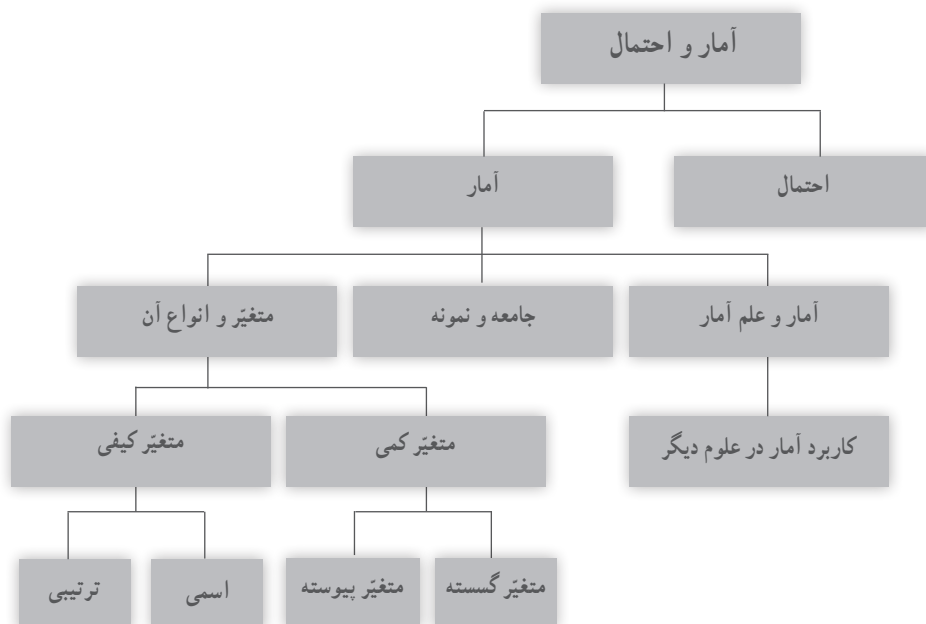 آمار و احتمال
احتمال
آمار
آمار و علم آمار
جامعه و نمونه
متغیّر و انواع آن
کاربرد آمار در علوم دیگر
متغیّر کمی
متغیّر کیفی
متغیّر گسسته
متغیّر پیوسته
اسمی
ترتیبی